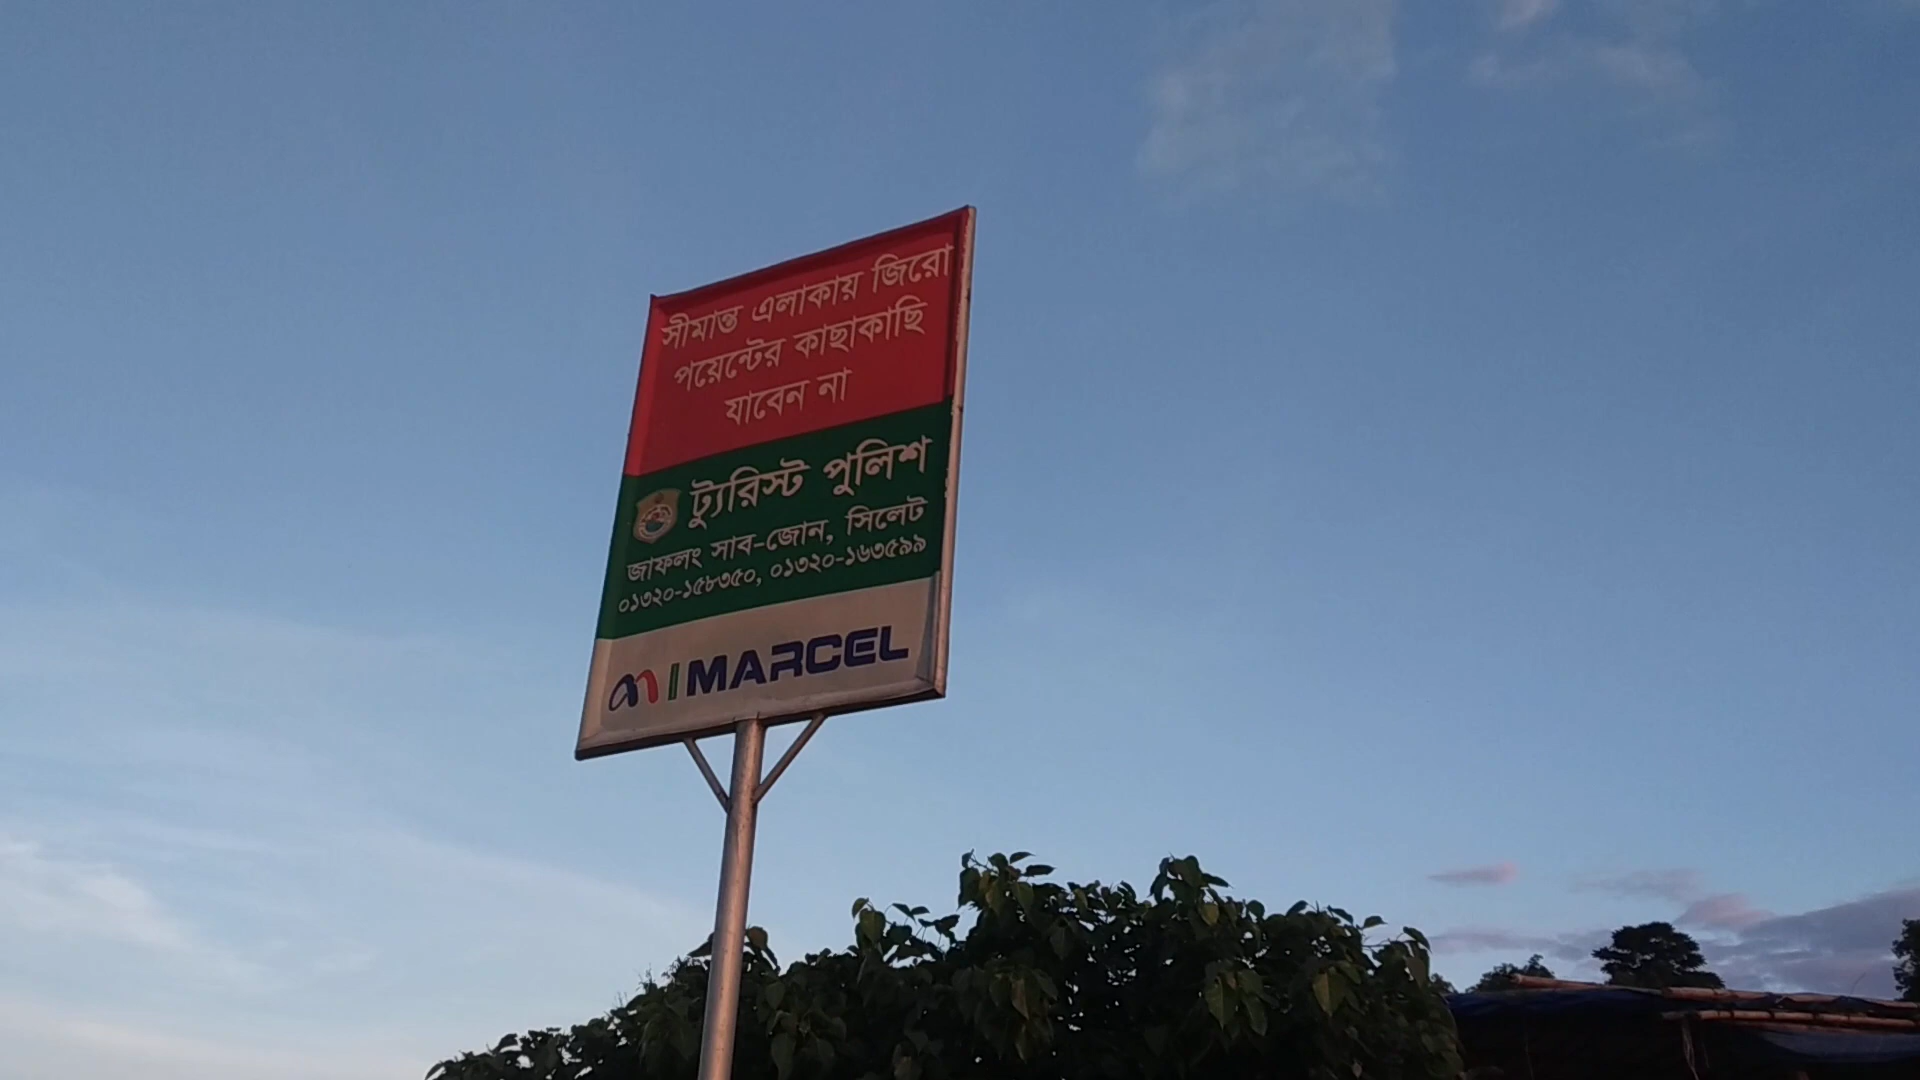 সীমান্ত এলাকায় জিরো
পয়েন্টের কাছাকাছি
যাবেন না
ট্যুরিস্ট পুলিশ
জাফলং সাব-জোন, সিলেট
০১৩২০-১৫৮৩৫০, ০১৩২০-১৬৩৫৯৯
MARCEL